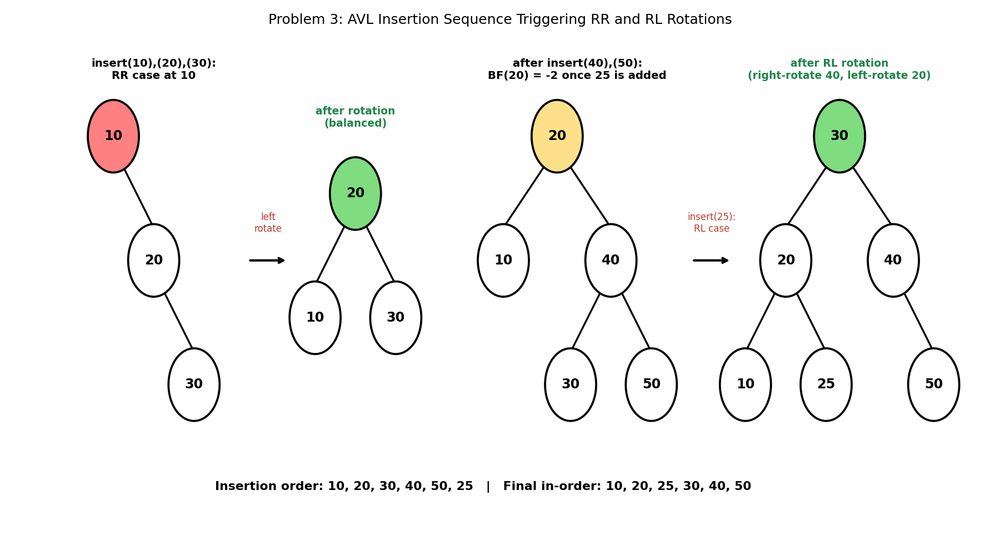 Problem 3: AVL Insertion Sequence Triggering RR and RL Rotations
insert(10),(20),(30):
RR case at 10
10
20
30
left
rotate
after rotation
(balanced)
20
10
30
after insert(40),(50):
BF(20) = -2 once 25 is added
20
10
40
30
50
insert(25):
RL case
after RL rotation
(right-rotate 40, left-rotate 20)
30
20
40
10
25
50
Insertion order: 10, 20, 30, 40, 50, 25 | Final in-order: 10, 20, 25, 30, 40, 50